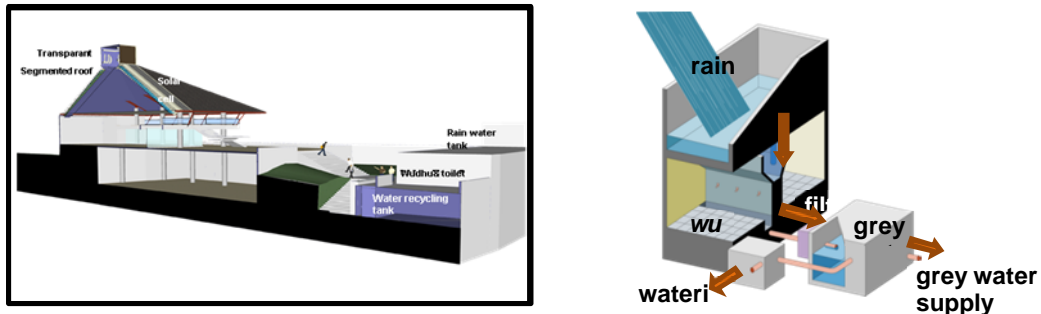 Transparant
Segmented roof
Solar
cell
Rain water
tank
toilet
Water recycling
tank
rain
wu
filt
grey
wateri
grey water
supply